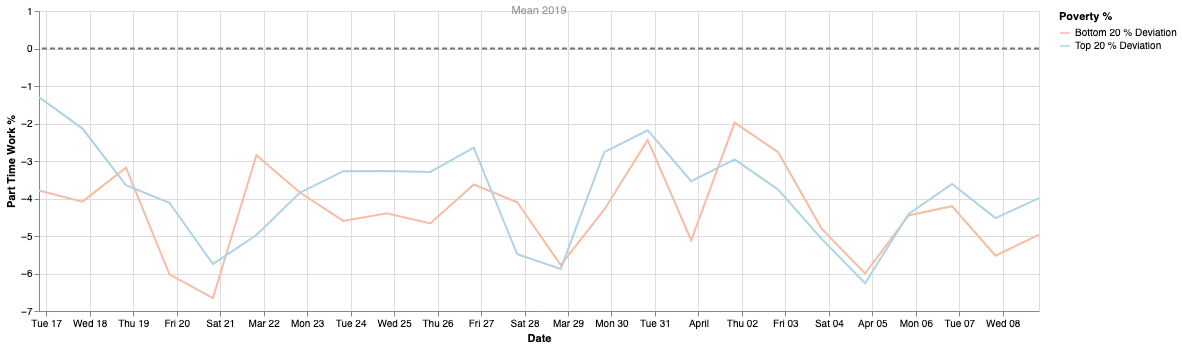 Mean 2019
Poverty %
Bottom 20 % Deviation
Top 20 % Deviation
Part Time Work %
1
0
−1
−2
−3
−4
−5
−6
−7
Tue 17 Wed 18 Thu 19 Fri 20 Sat 21 Mar 22 Mon 23 Tue 24 Wed 25 Thu 26 Fri 27 Sat 28 Mar 29 Mon 30 Tue 31 April Thu 02 Fri 03 Sat 04 Apr 05 Mon 06 Tue 07 Wed 08
Date